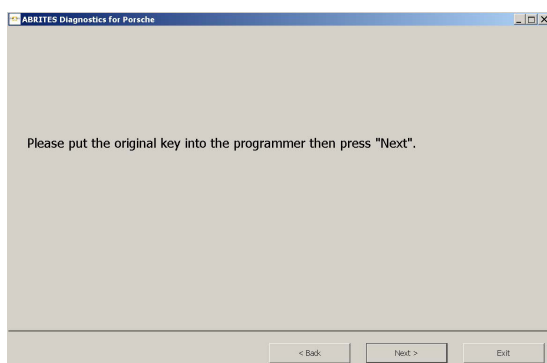 ABRITES Diagnostics for Porsche
Please put the original key into the programmer then press "Next".
< Back
Next >
Exit